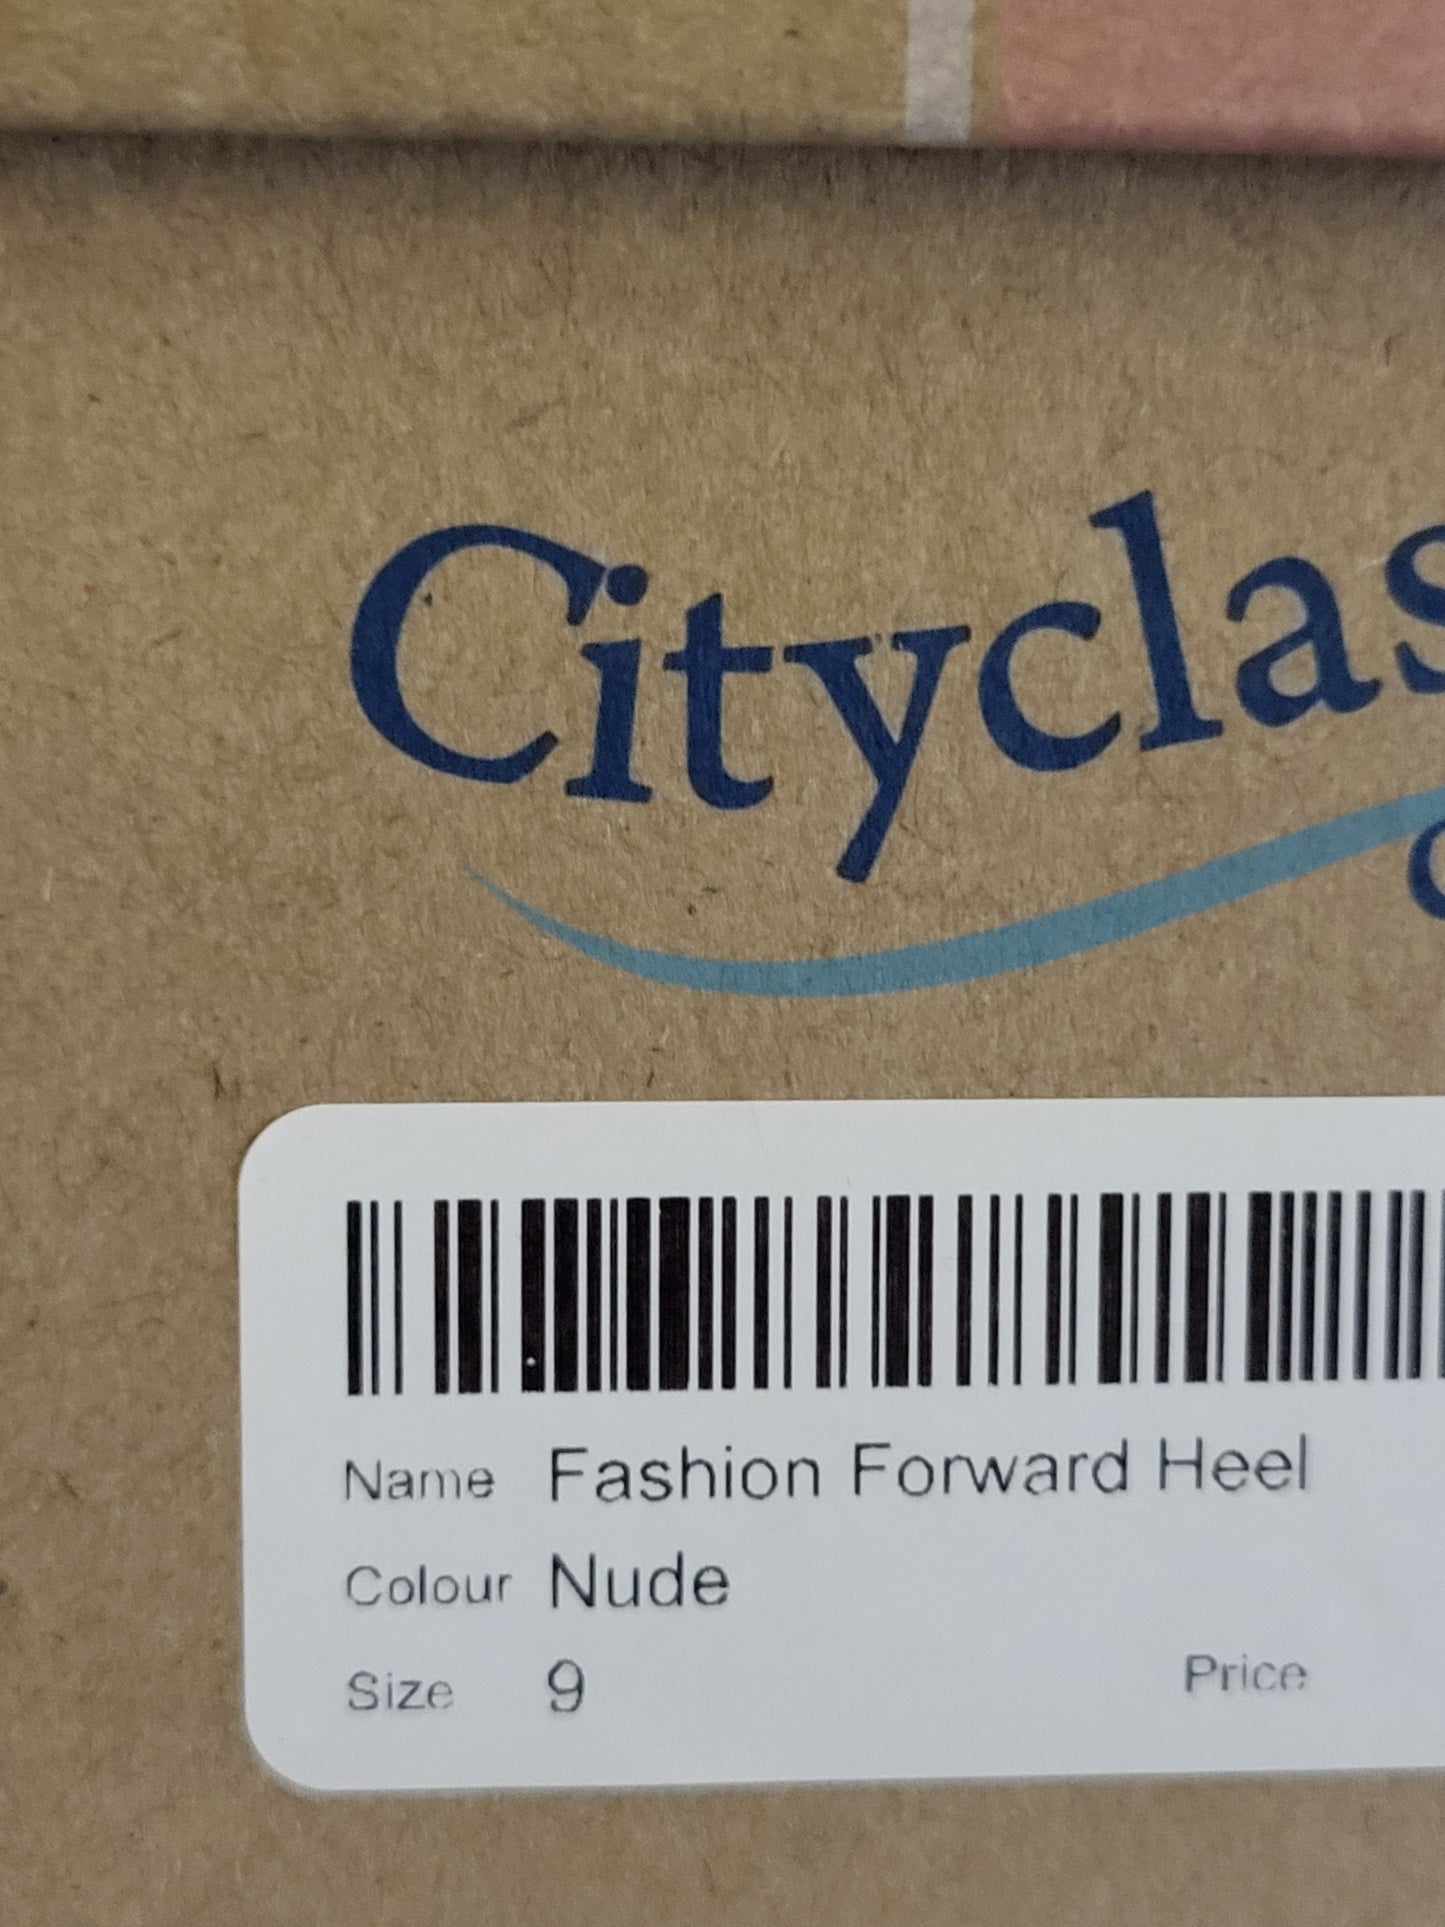 Cityclas
Name Fashion Forward Heel
Colour Nude
Size 9 Price